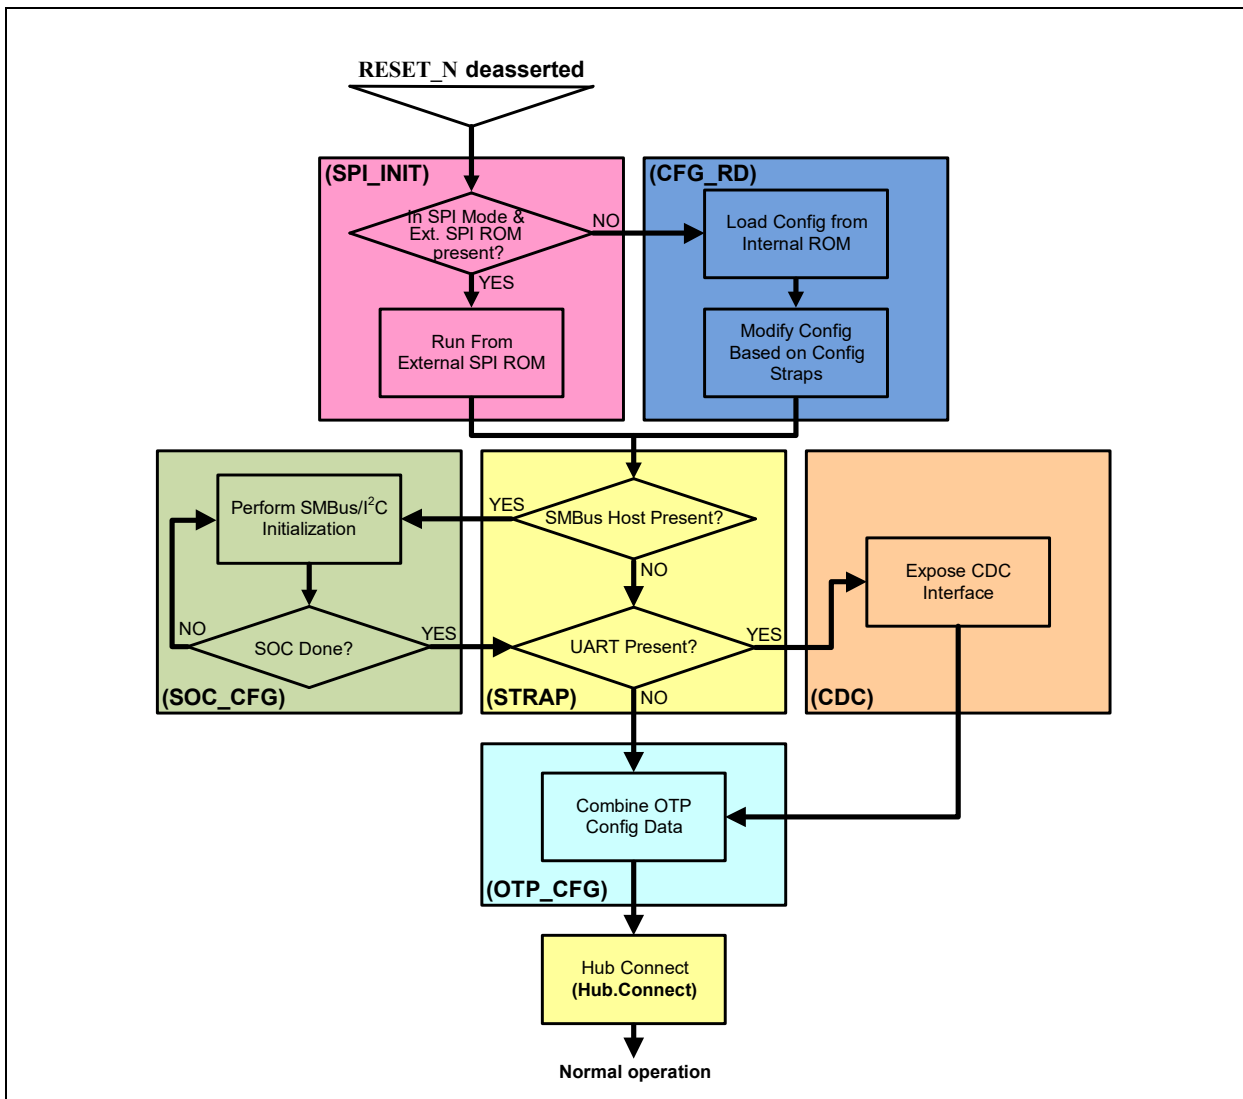 RESET_N deasserted
(SPI_INIT)
(CFG_RD)
In SPI Mode &
Ext. SPI ROM
present?
NO
Load Config from
Internal ROM
YES
Run From
External SPI ROM
Modify Config
Based on Config
Straps
Perform SMBus/I²C
Initialization
YES
SMBus Host Present?
NO
Expose CDC
Interface
NO
SOC Done?
YES
UART Present?
YES
(SOC_CFG)
(STRAP)
NO
(CDC)
Combine OTP
Config Data
(OTP_CFG)
Hub Connect
(Hub.Connect)
Normal operation